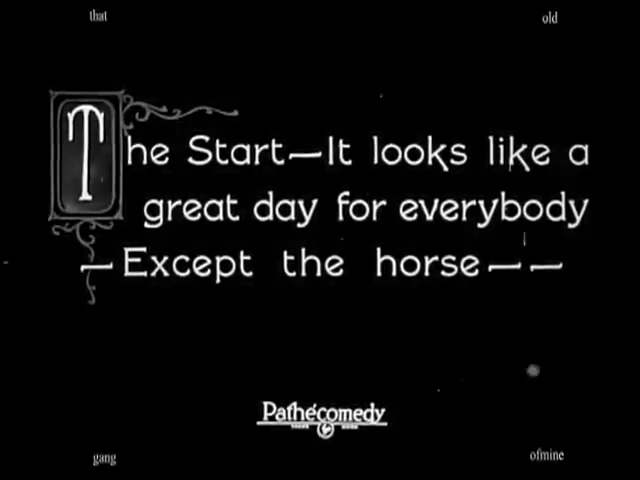 that
old
The Start—It looks like a
great day for everybody
—Except the horse——
Pathécomedy
gang
ofmine